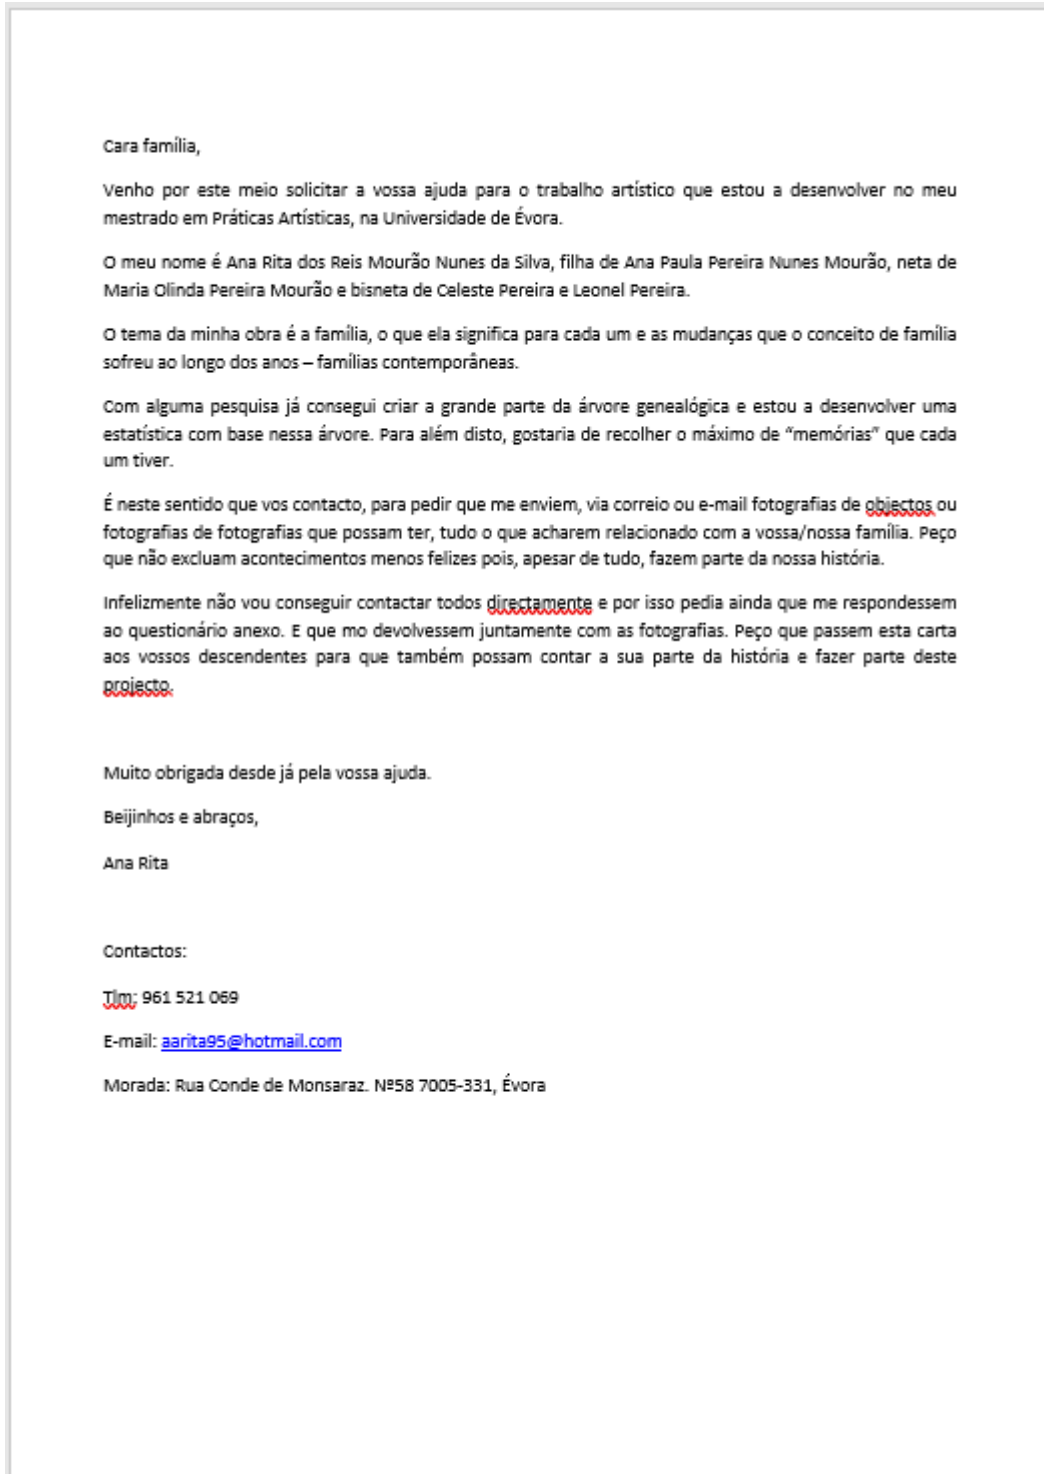 Cara família,
Venho por este meio solicitar a vossa ajuda para o trabalho artístico que estou a desenvolver no meu
mestrado em Práticas Artísticas, na Universidade de Évora.
O meu nome é Ana Rita dos Reis Mourão Nunes da Silva, filha de Ana Paula Pereira Nunes Mourão, neta de
Maria Olinda Pereira Mourão e bisneta de Celeste Pereira e Leonel Pereira.
O tema da minha obra é a família, o que ela significa para cada um e as mudanças que o conceito de família
sofreu ao longo dos anos – famílias contemporâneas.
Com alguma pesquisa já consegui criar a grande parte da árvore genealógica e estou a desenvolver uma
estatística com base nessa árvore. Para além disto, gostaria de recolher o máximo de “memórias” que cada
um tiver.
É neste sentido que vos contacto, para pedir que me enviem, via correio ou e-mail fotografias de objectos ou
fotografias de fotografias que possam ter, tudo o que acharem relacionado com a vossa/nossa família. Peço
que não excluam acontecimentos menos felizes pois, apesar de tudo, fazem parte da nossa história.
Infelizmente não vou conseguir contactar todos directamente e por isso pedia ainda que me respondessem
ao questionário anexo. E que mo devolvessem juntamente com as fotografias. Peço que passem esta carta
aos vossos descendentes para que também possam contar a sua parte da história e fazer parte deste
projecto.
Muito obrigada desde já pela vossa ajuda.
Beijinhos e abraços,
Ana Rita
Contactos:
Tlm: 961 521 069
E-mail: aarita95@hotmail.com
Morada: Rua Conde de Monsaraz. Nº58 7005-331, Évora